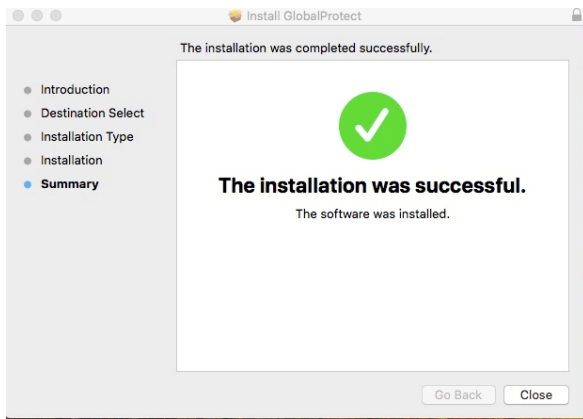 Install GlobalProtect
The installation was completed successfully.
Introduction
Destination Select
Installation Type
Installation
Summary
The installation was successful.
The software was installed.
Go Back
Close